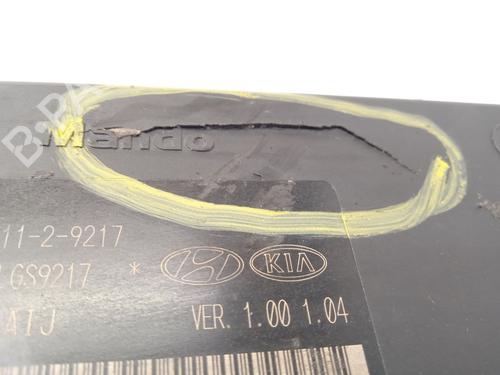 Mando
11-2-9217
GS9217 *
KIA
ATJ
VER. 1.00 1.04